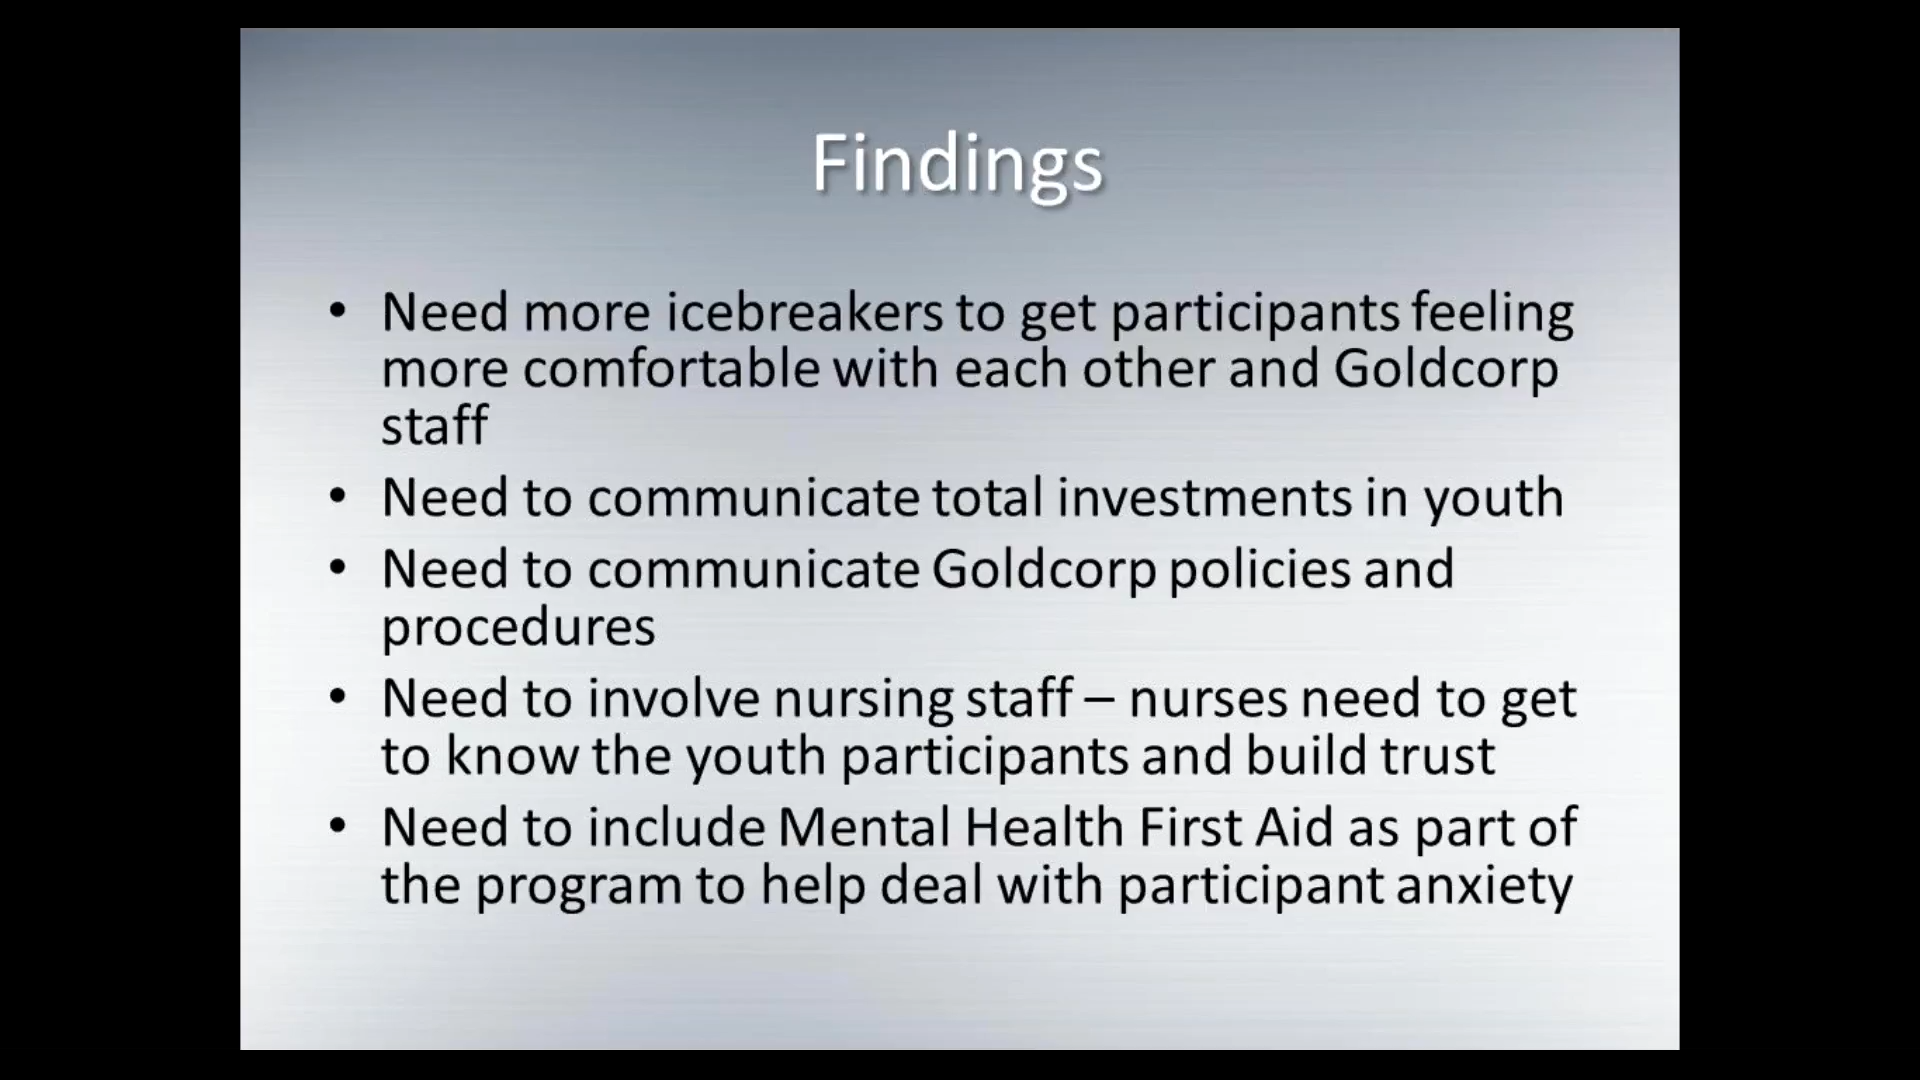 Findings
• Need more icebreakers to get participants feeling
more comfortable with each other and Goldcorp
staff
• Need to communicate total investments in youth
• Need to communicate Goldcorp policies and
procedures
• Need to involve nursing staff – nurses need to get
to know the youth participants and build trust
• Need to include Mental Health First Aid as part of
the program to help deal with participant anxiety